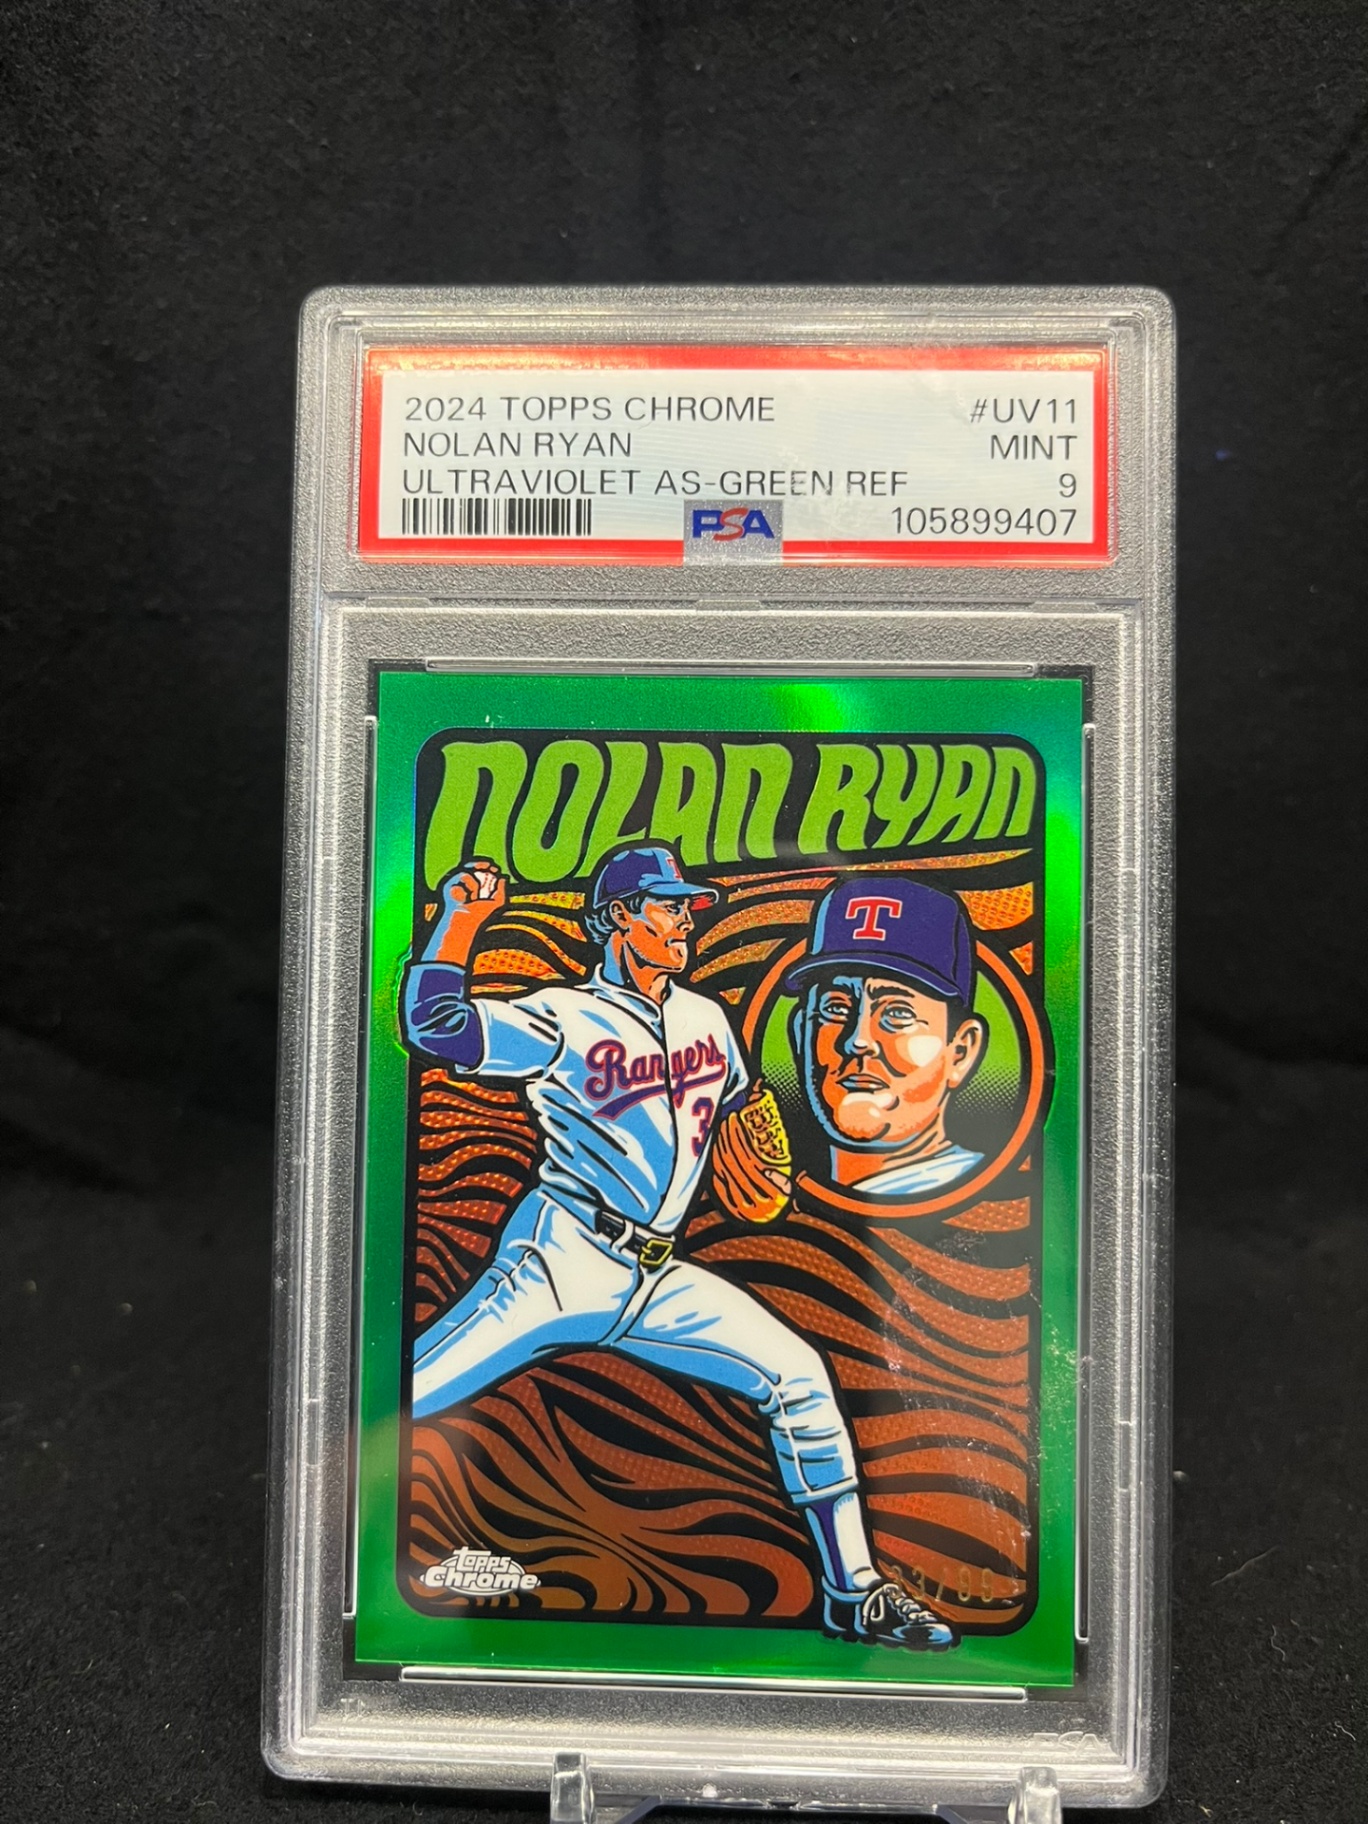 2024 TOPPS CHROME #UV11
NOLAN RYAN MINT
ULTRAVIOLET AS-GREEN REF 9
PSA 105899407
NOLAN RYAN
T
T
Rangers
3
topps
Chrome